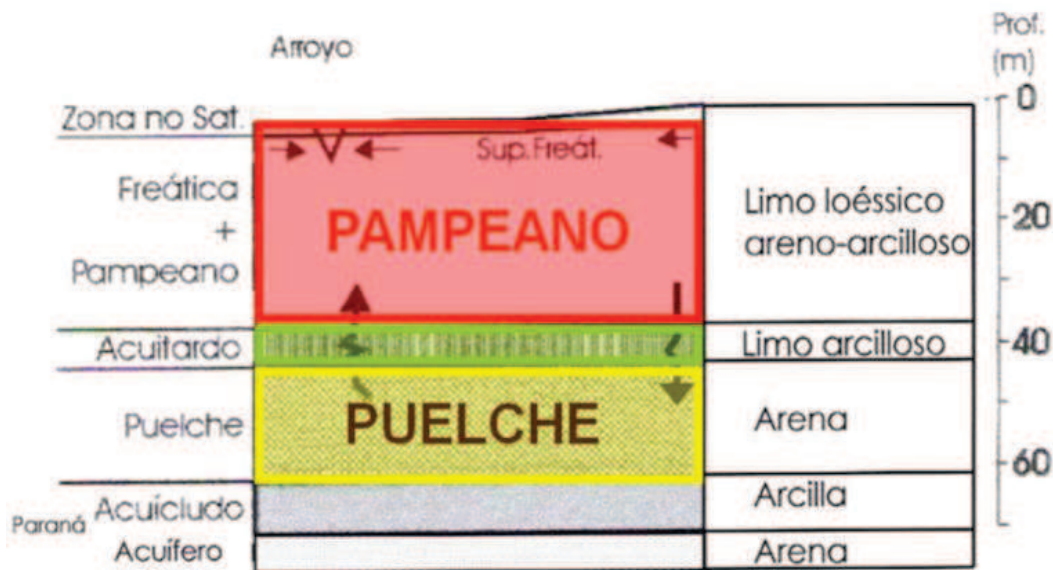 Arroyo
Prof.
(m)
0
Zona no Sat.
Sup.Freát.
Freática
+
Pampeano
PAMPEANO
Limo loéssico
areno-arcilloso
20
Acuitardo
Limo arcilloso
40
Puelche
PUELCHE
Arena
60
Paraná
Acuícludo
Arcilla
Acuífero
Arena